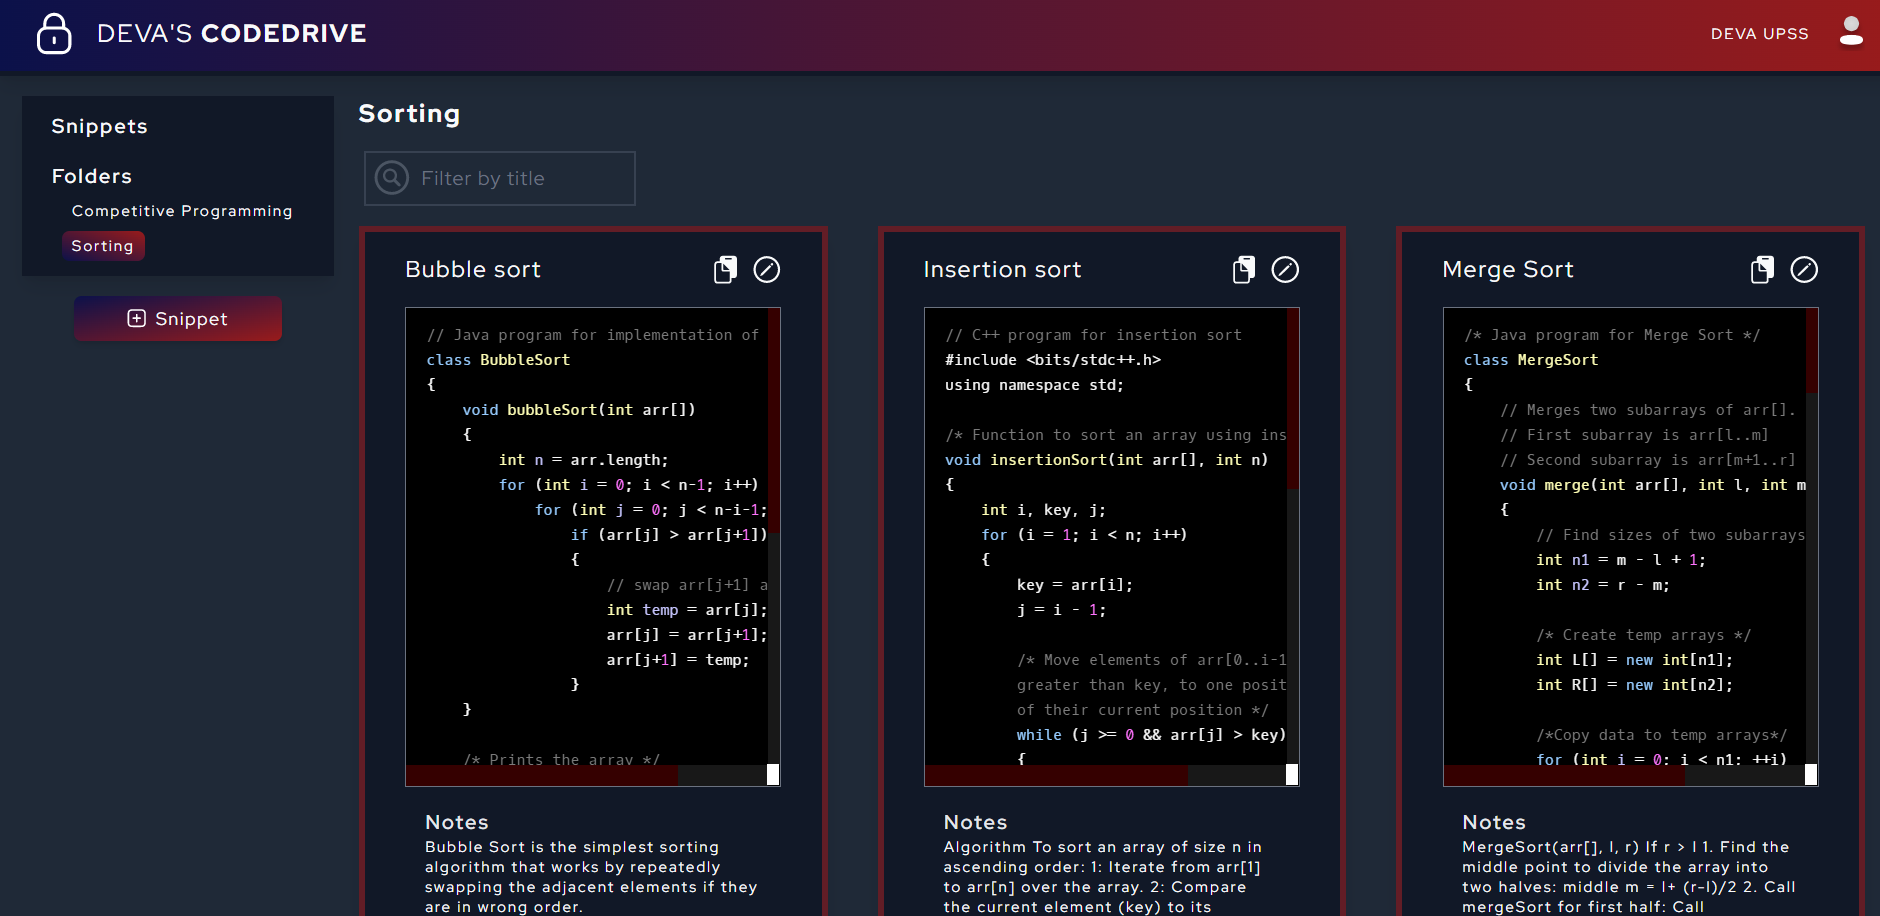 DEVA'S CODEDRIVE
DEVA UPSS
Snippets
Folders
Competitive Programming
Sorting
Snippet
Sorting
Filter by title
Bubble sort
// Java program for implementation of
class BubbleSort
{
void bubbleSort(int arr[])
{
int n = arr.length;
for (int i = 0; i < n-1; i++)
for (int j = 0; j < n-i-1;
if (arr[j] > arr[j+1])
{
// swap arr[j+1] a
int temp = arr[j];
arr[j] = arr[j+1];
arr[j+1] = temp;
}
}
/* Prints the array */
Notes
Bubble Sort is the simplest sorting
algorithm that works by repeatedly
swapping the adjacent elements if they
are in wrong order.
Insertion sort
// C++ program for insertion sort
#include <bits/stdc++.h>
using namespace std;
/* Function to sort an array using ins
void insertionSort(int arr[], int n)
{
int i, key, j;
for (i = 1; i < n; i++)
{
key = arr[i];
j = i - 1;
/* Move elements of arr[0..i-1
greater than key, to one posit
of their current position */
while (j >= 0 && arr[j] > key)
{
Notes
Algorithm To sort an array of size n in
ascending order: 1: Iterate from arr[1]
to arr[n] over the array. 2: Compare
the current element (key) to its
Merge Sort
/* Java program for Merge Sort */
class MergeSort
{
// Merges two subarrays of arr[].
// First subarray is arr[l..m]
// Second subarray is arr[m+1..r]
void merge(int arr[], int l, int m
{
// Find sizes of two subarrays
int n1 = m - l + 1;
int n2 = r - m;
/* Create temp arrays */
int L[] = new int[n1];
int R[] = new int[n2];
/*Copy data to temp arrays*/
for (int i = 0; i < n1; ++i)
Notes
MergeSort(arr[], l, r) If r > l 1. Find the
middle point to divide the array into
two halves: middle m = l+ (r-l)/2 2. Call
mergeSort for first half: Call